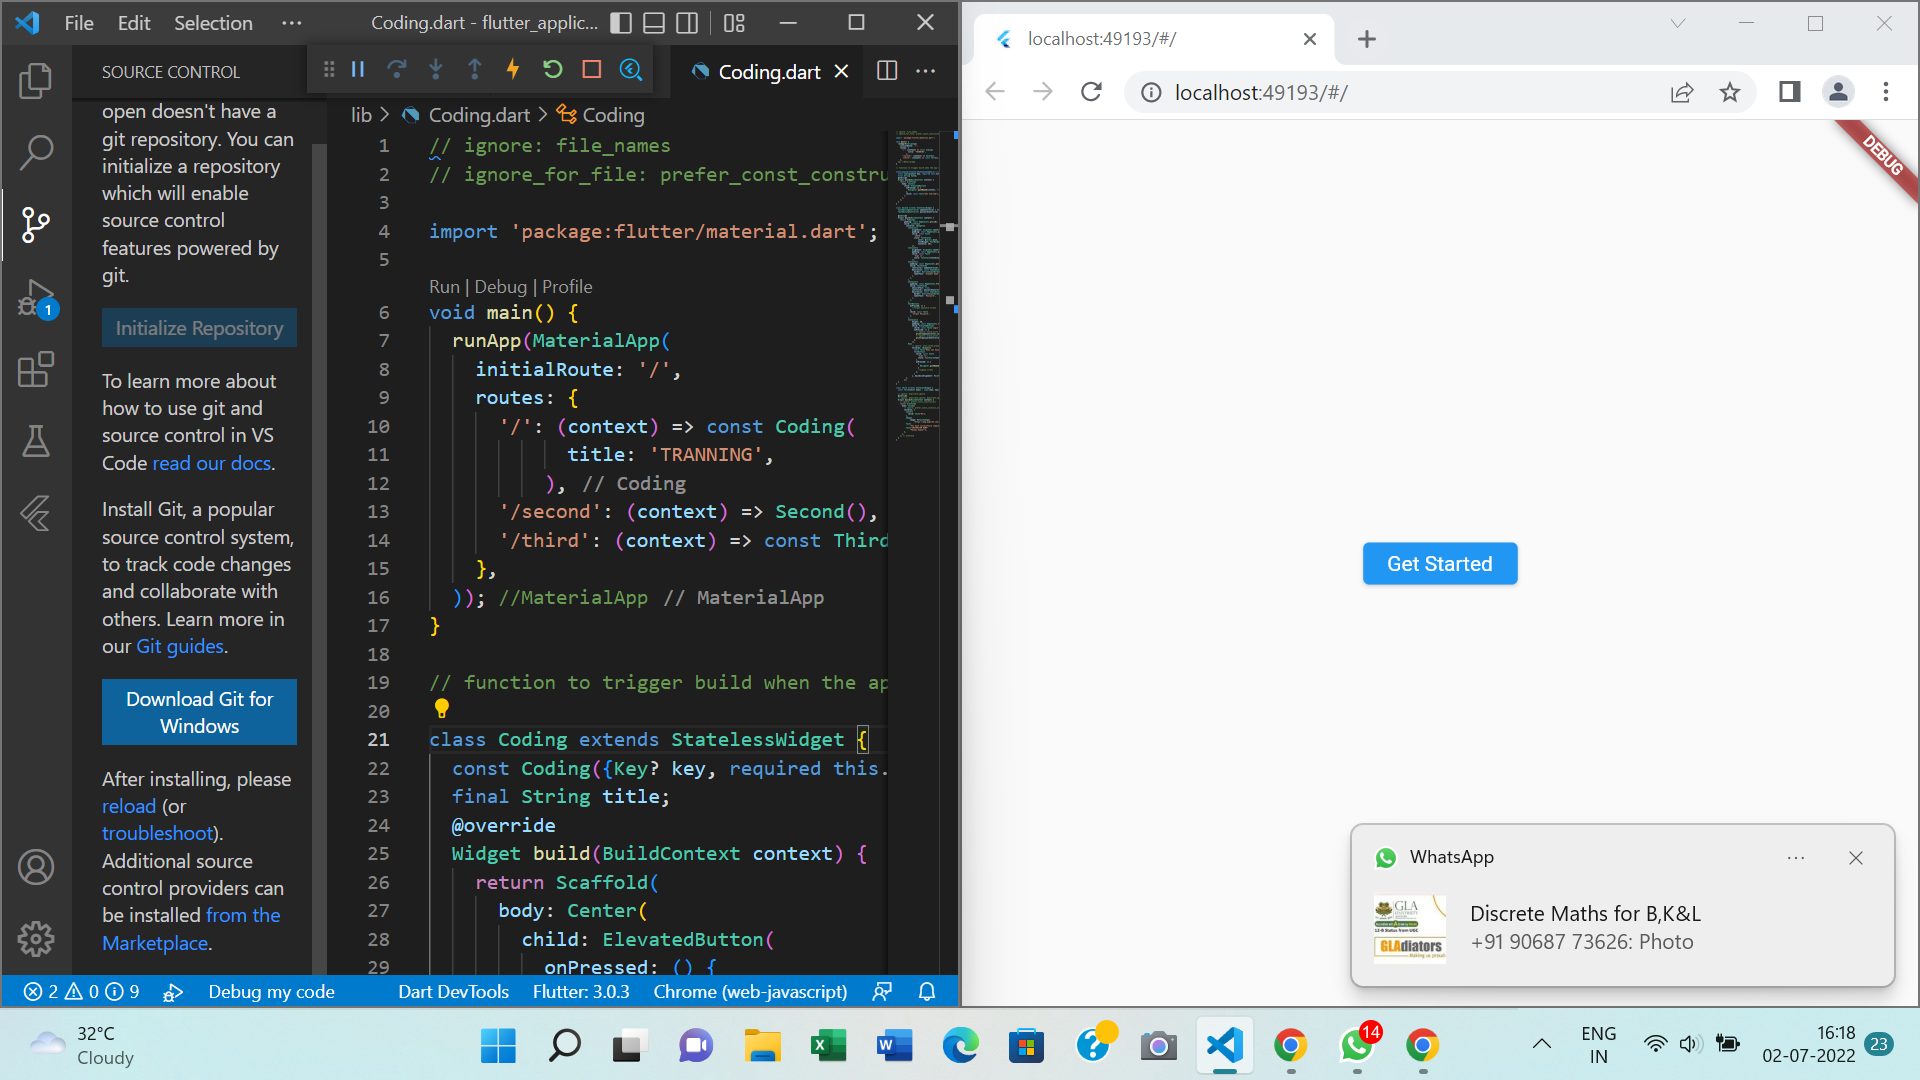 File Edit Selection ··· Coding.dart - flutter_applic...
SOURCE CONTROL
open doesn't have a
git repository. You can
initialize a repository
which will enable
source control
features powered by
git.
Initialize Repository
To learn more about
how to use git and
source control in VS
Code read our docs.
Install Git, a popular
source control system,
to track code changes
and collaborate with
others. Learn more in
our Git guides.
Download Git for
Windows
After installing, please
reload (or
troubleshoot).
Additional source
control providers can
be installed from the
Marketplace.
1
Coding.dart
lib > Coding.dart > Coding
1 // ignore: file_names
2 // ignore_for_file: prefer_const_constru
3
4 import 'package:flutter/material.dart';
5
Run | Debug | Profile
6 void main() {
7 runApp(MaterialApp(
8 initialRoute: '/',
9 routes: {
10 '/': (context) => const Coding(
11 title: 'TRANNING',
12 ), // Coding
13 '/second': (context) => Second(),
14 '/third': (context) => const Third
15 },
16 )); //MaterialApp // MaterialApp
17 }
18
19 // function to trigger build when the ap
20
21 class Coding extends StatelessWidget {
22 const Coding({Key? key, required this.
23 final String title;
24 @override
25 Widget build(BuildContext context) {
26 return Scaffold(
27 body: Center(
28 child: ElevatedButton(
29 onPressed: () {
2 0 9 Debug my code Dart DevTools Flutter: 3.0.3 Chrome (web-javascript)
localhost:49193/#/
localhost:49193/#/
DEBUG
Get Started
WhatsApp
GLA
GLAdiators
Discrete Maths for B,K&L
+91 90687 73626: Photo
32°C
Cloudy
14
ENG
IN
16:18
02-07-2022
23